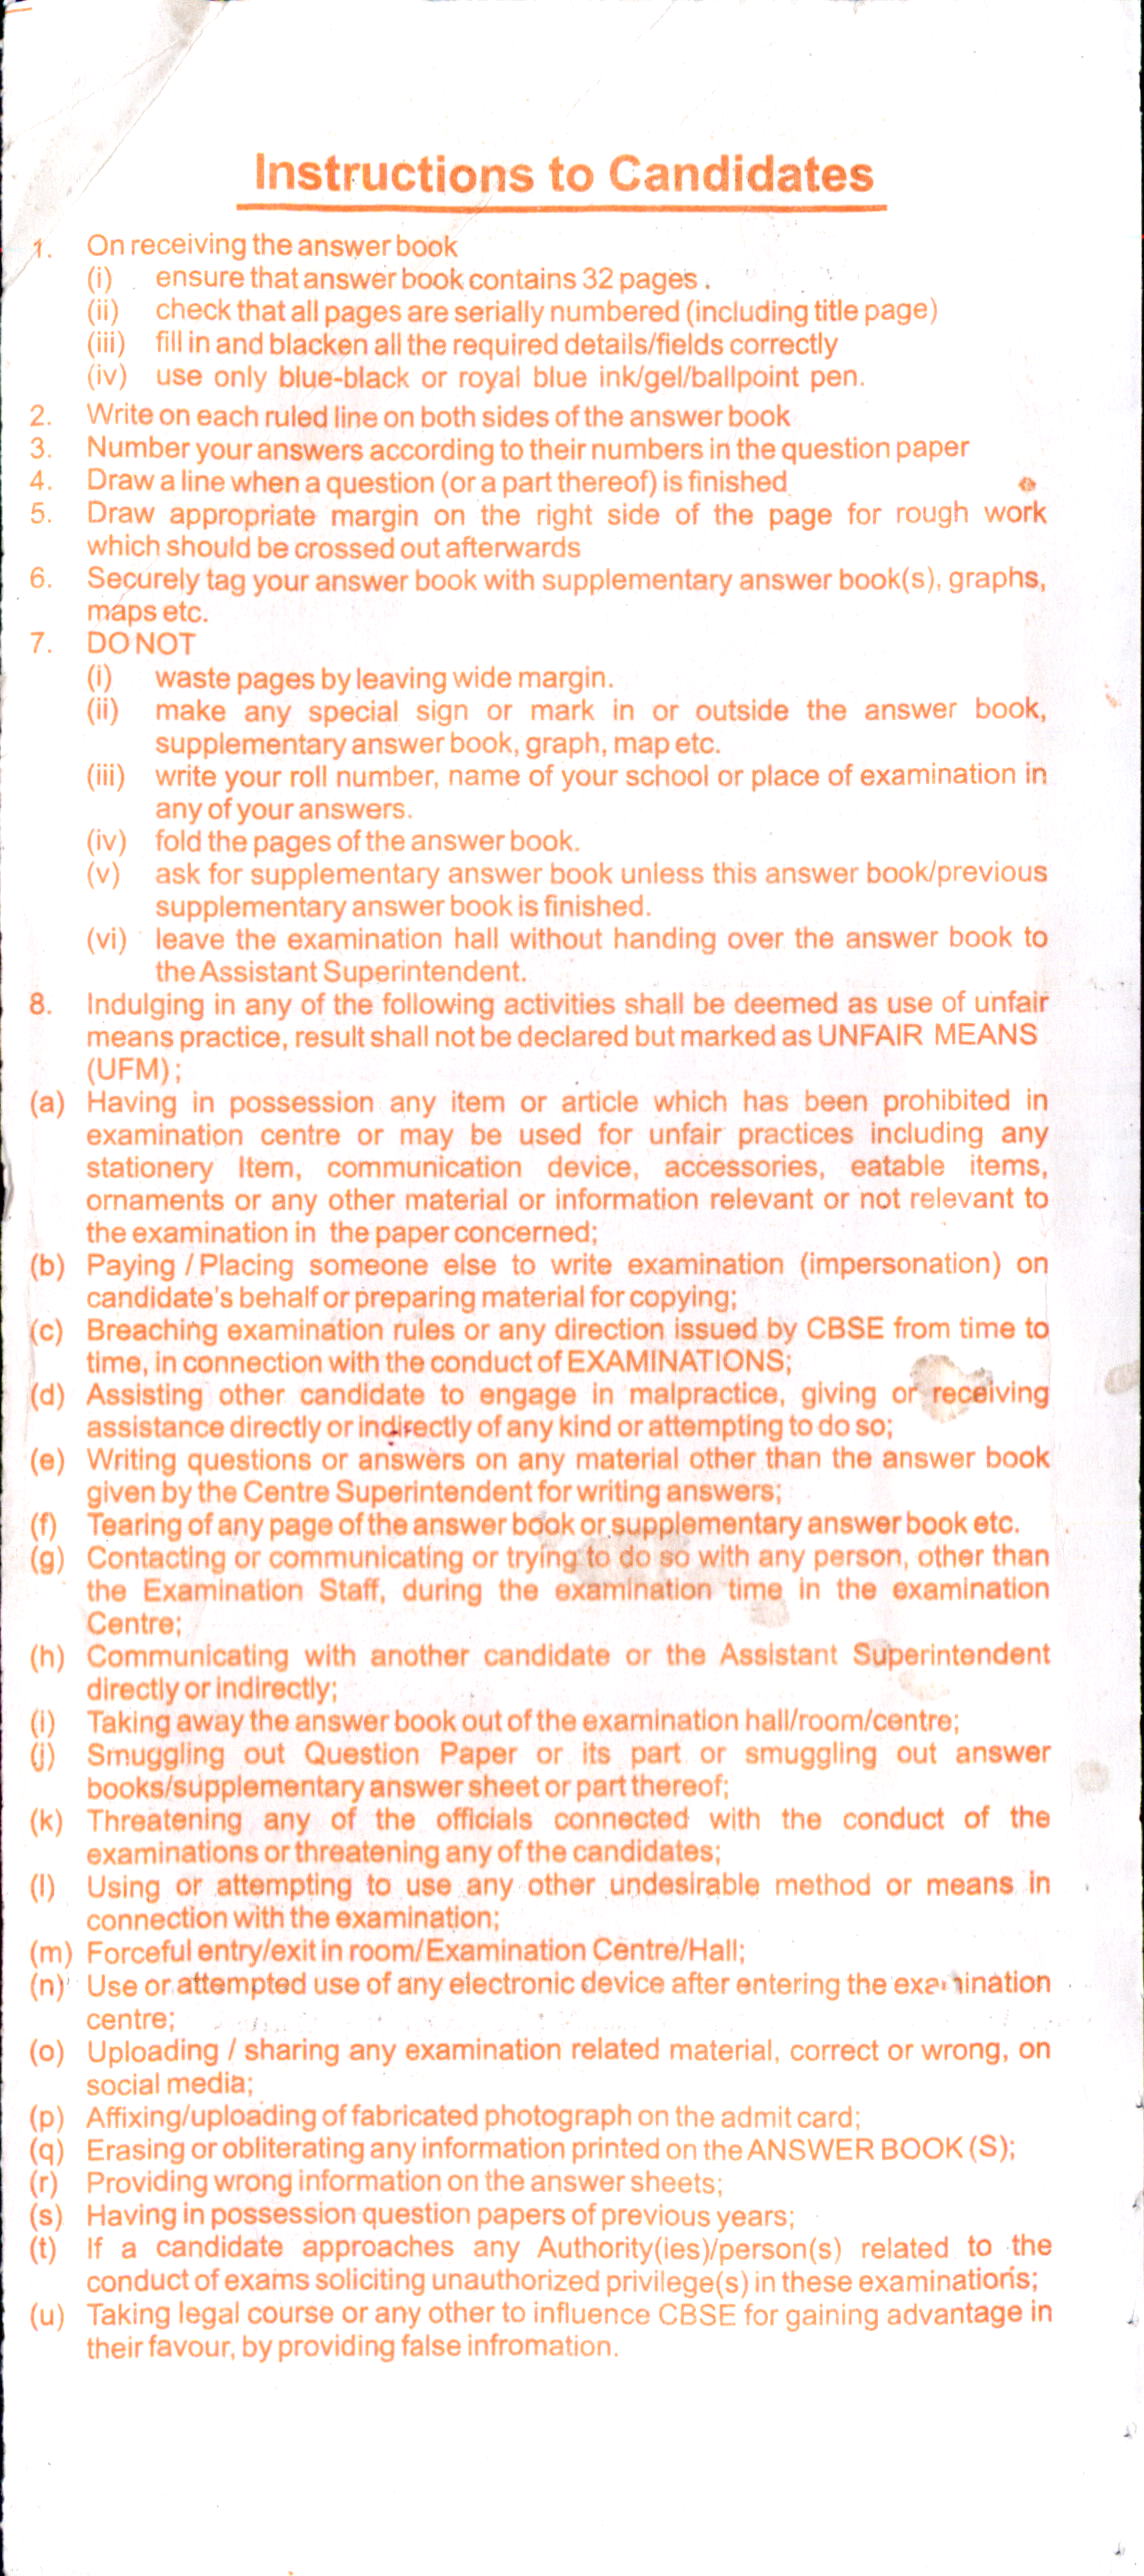 Instructions to Candidates
1. On receiving the answer book
(i) ensure that answer book contains 32 pages .
(ii) check that all pages are serially numbered (including title page)
(iii) fill in and blacken all the required details/fields correctly
(iv) use only blue-black or royal blue ink/gel/ballpoint pen.
2. Write on each ruled line on both sides of the answer book
3. Number your answers according to their numbers in the question paper
4. Draw a line when a question (or a part thereof) is finished
5. Draw appropriate margin on the right side of the page for rough work
which should be crossed out afterwards
6. Securely tag your answer book with supplementary answer book(s), graphs,
maps etc.
7. DO NOT
(i) waste pages by leaving wide margin.
(ii) make any special sign or mark in or outside the answer book,
supplementary answer book, graph, map etc.
(iii) write your roll number, name of your school or place of examination in
any of your answers.
(iv) fold the pages of the answer book.
(v) ask for supplementary answer book unless this answer book/previous
supplementary answer book is finished.
(vi) leave the examination hall without handing over the answer book to
the Assistant Superintendent.
8. Indulging in any of the following activities shall be deemed as use of unfair
means practice, result shall not be declared but marked as UNFAIR MEANS
(UFM) ;
(a) Having in possession any item or article which has been prohibited in
examination centre or may be used for unfair practices including any
stationery Item, communication device, accessories, eatable items,
ornaments or any other material or information relevant or not relevant to
the examination in the paper concerned;
(b) Paying / Placing someone else to write examination (impersonation) on
candidate's behalf or preparing material for copying;
(c) Breaching examination rules or any direction issued by CBSE from time to
time, in connection with the conduct of EXAMINATIONS;
(d) Assisting other candidate to engage in malpractice, giving or receiving
assistance directly or indirectly of any kind or attempting to do so;
(e) Writing questions or answers on any material other than the answer book
given by the Centre Superintendent for writing answers;
(f) Tearing of any page of the answer book or supplementary answer book etc.
(g) Contacting or communicating or trying to do so with any person, other than
the Examination Staff, during the examination time in the examination
Centre;
(h) Communicating with another candidate or the Assistant Superintendent
directly or indirectly;
(i) Taking away the answer book out of the examination hall/room/centre;
(j) Smuggling out Question Paper or its part or smuggling out answer
books/supplementary answer sheet or part thereof;
(k) Threatening any of the officials connected with the conduct of the
examinations or threatening any of the candidates;
(l) Using or attempting to use any other undesirable method or means in
connection with the examination;
(m) Forceful entry/exit in room/Examination Centre/Hall;
(n) Use or attempted use of any electronic device after entering the examination
centre;
(o) Uploading / sharing any examination related material, correct or wrong, on
social media;
(p) Affixing/uploading of fabricated photograph on the admit card;
(q) Erasing or obliterating any information printed on the ANSWER BOOK (S);
(r) Providing wrong information on the answer sheets;
(s) Having in possession question papers of previous years;
(t) If a candidate approaches any Authority(ies)/person(s) related to the
conduct of exams soliciting unauthorized privilege(s) in these examinations;
(u) Taking legal course or any other to influence CBSE for gaining advantage in
their favour, by providing false infromation.